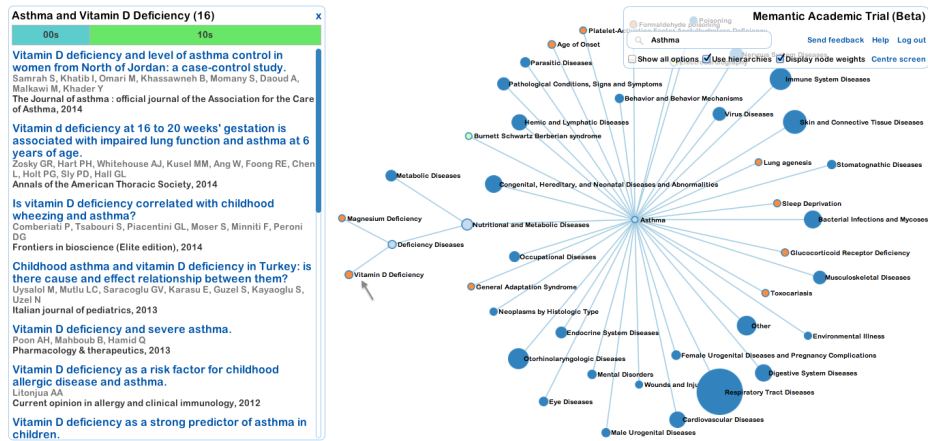 Asthma and Vitamin D Deficiency (16)
x
00s
10s
Vitamin D deficiency and level of asthma control in
women from North of Jordan: a case-control study.
Samrah S, Khatib I, Omari M, Khassawneh B, Momany S, Daoud A,
Malkawi M, Khader Y
The Journal of asthma : official journal of the Association for the Care
of Asthma, 2014
Vitamin d deficiency at 16 to 20 weeks' gestation is
associated with impaired lung function and asthma at 6
years of age.
Zosky GR, Hart PH, Whitehouse AJ, Kusel MM, Ang W, Foong RE, Chen
L, Holt PG, Sly PD, Hall GL
Annals of the American Thoracic Society, 2014
Is vitamin D deficiency correlated with childhood
wheezing and asthma?
Comberiati P, Tsabouri S, Piacentini GL, Moser S, Minniti F, Peroni
DG
Frontiers in bioscience (Elite edition), 2014
Childhood asthma and vitamin D deficiency in Turkey: is
there cause and effect relationship between them?
Uysalol M, Mutlu LC, Saracoglu GV, Karasu E, Guzel S, Kayaoglu S,
Uzel N
Italian journal of pediatrics, 2013
Vitamin D deficiency and severe asthma.
Poon AH, Mahboub B, Hamid Q
Pharmacology & therapeutics, 2013
Vitamin D deficiency as a risk factor for childhood
allergic disease and asthma.
Litonjua AA
Current opinion in allergy and clinical immunology, 2012
Vitamin D deficiency as a strong predictor of asthma in
children.
Memantic Academic Trial (Beta)
Asthma
Send feedback
Help
Log out
Show all options
Use hierarchies
Display node weights
Centre screen
Formaldehyde poisoning
Poisoning
Platelet-
Age of Onset
Nervous System Diseases
Parasitic Diseases
Immune System Diseases
Pathological Conditions, Signs and Symptoms
Behavior and Behavior Mechanisms
Virus Diseases
Hemic and Lymphatic Diseases
Skin and Connective Tissue Diseases
Burnett Schwartz Berberian syndrome
Lung agenesis
Stomatognathic Diseases
Metabolic Diseases
Congenital, Hereditary, and Neonatal Diseases and Abnormalities
Sleep Deprivation
Magnesium Deficiency
Nutritional and Metabolic Diseases
Asthma
Bacterial Infections and Mycoses
Deficiency Diseases
Glucocorticoid Receptor Deficiency
Occupational Diseases
Vitamin D Deficiency
Musculoskeletal Diseases
General Adaptation Syndrome
Toxocariasis
Neoplasms by Histologic Type
Other
Endocrine System Diseases
Environmental Illness
Otorhinolaryngologic Diseases
Female Urogenital Diseases and Pregnancy Complications
Mental Disorders
Digestive System Diseases
Wounds and Inju
Respiratory Tract Diseases
Eye Diseases
Cardiovascular Diseases
Male Urogenital Diseases